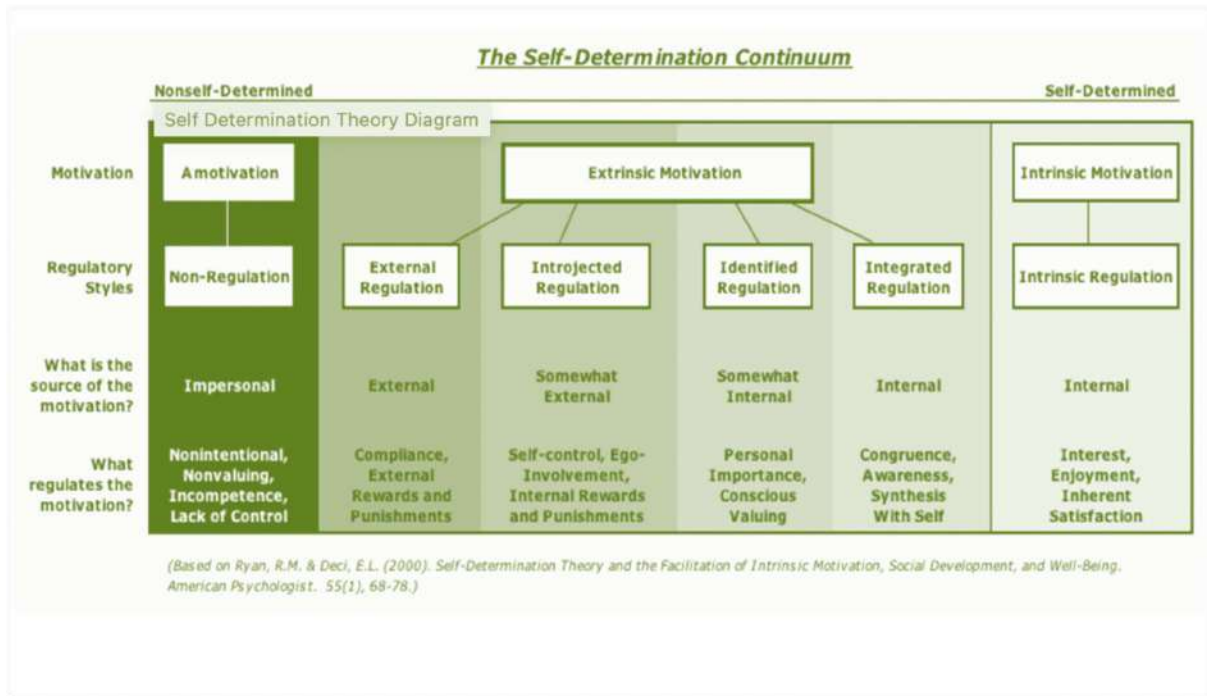 The Self-Determination Continuum
Nonself-Determined
Self-Determined
Self Determination Theory Diagram
Motivation
Amotivation
Extrinsic Motivation
Intrinsic Motivation
Regulatory
Styles
Non-Regulation
External
Regulation
Introjected
Regulation
Identified
Regulation
Integrated
Regulation
Intrinsic Regulation
What is the
source of the
motivation?
Impersonal
External
Somewhat
External
Somewhat
Internal
Internal
Internal
What
regulates the
motivation?
Nonintentional,
Nonvaluing,
Incompetence,
Lack of Control
Compliance,
External
Rewards and
Punishments
Self-control, Ego-
Involvement,
Internal Rewards
and Punishments
Personal
Importance,
Conscious
Valuing
Congruence,
Awareness,
Synthesis
With Self
Interest,
Enjoyment,
Inherent
Satisfaction
(Based on Ryan, R.M. & Deci, E.L. (2000). Self-Determination Theory and the Facilitation of Intrinsic Motivation, Social Development, and Well-Being.
American Psychologist. 55(1), 68-78.)